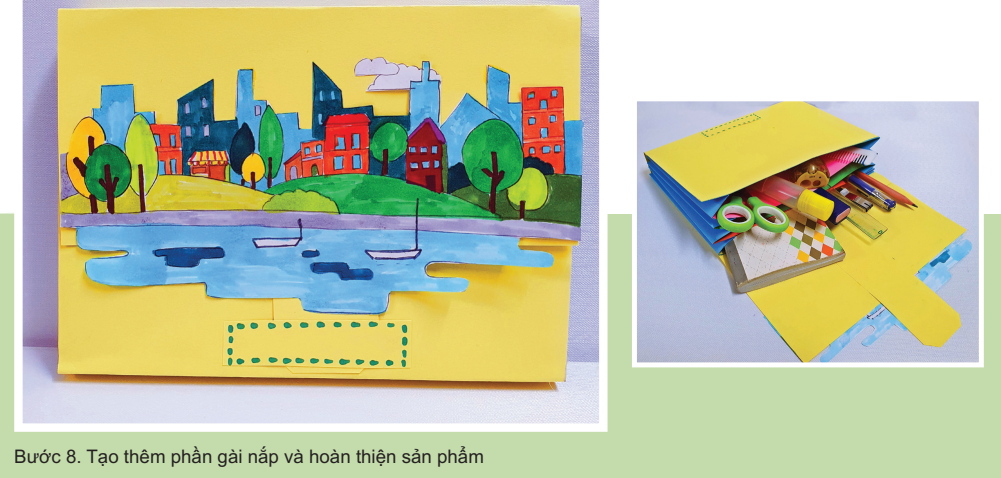 Bước 8. Tạo thêm phần gài nắp và hoàn thiện sản phẩm